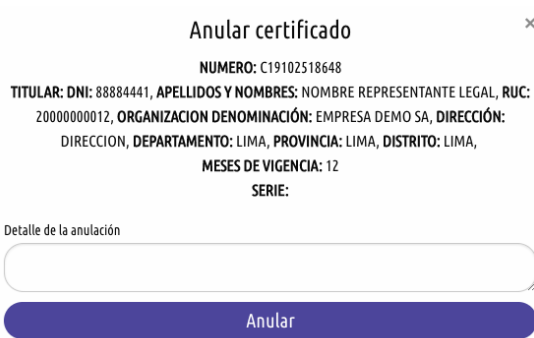 Anular certificado
×
NUMERO: C19102518648
TITULAR: DNI: 88884441, APELLIDOS Y NOMBRES: NOMBRE REPRESENTANTE LEGAL, RUC:
20000000012, ORGANIZACION DENOMINACIÓN: EMPRESA DEMO SA, DIRECCIÓN:
DIRECCION, DEPARTAMENTO: LIMA, PROVINCIA: LIMA, DISTRITO: LIMA,
MESES DE VIGENCIA: 12
SERIE:
Detalle de la anulación
Anular